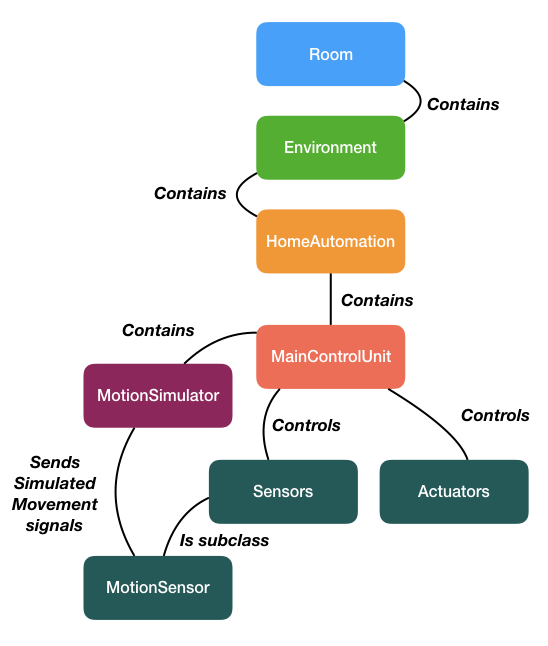 Room
Contains
Environment
Contains
HomeAutomation
Contains
Contains
MainControlUnit
MotionSimulator
Controls
Controls
Sends
Simulated
Movement
signals
Sensors
Actuators
Is subclass
MotionSensor